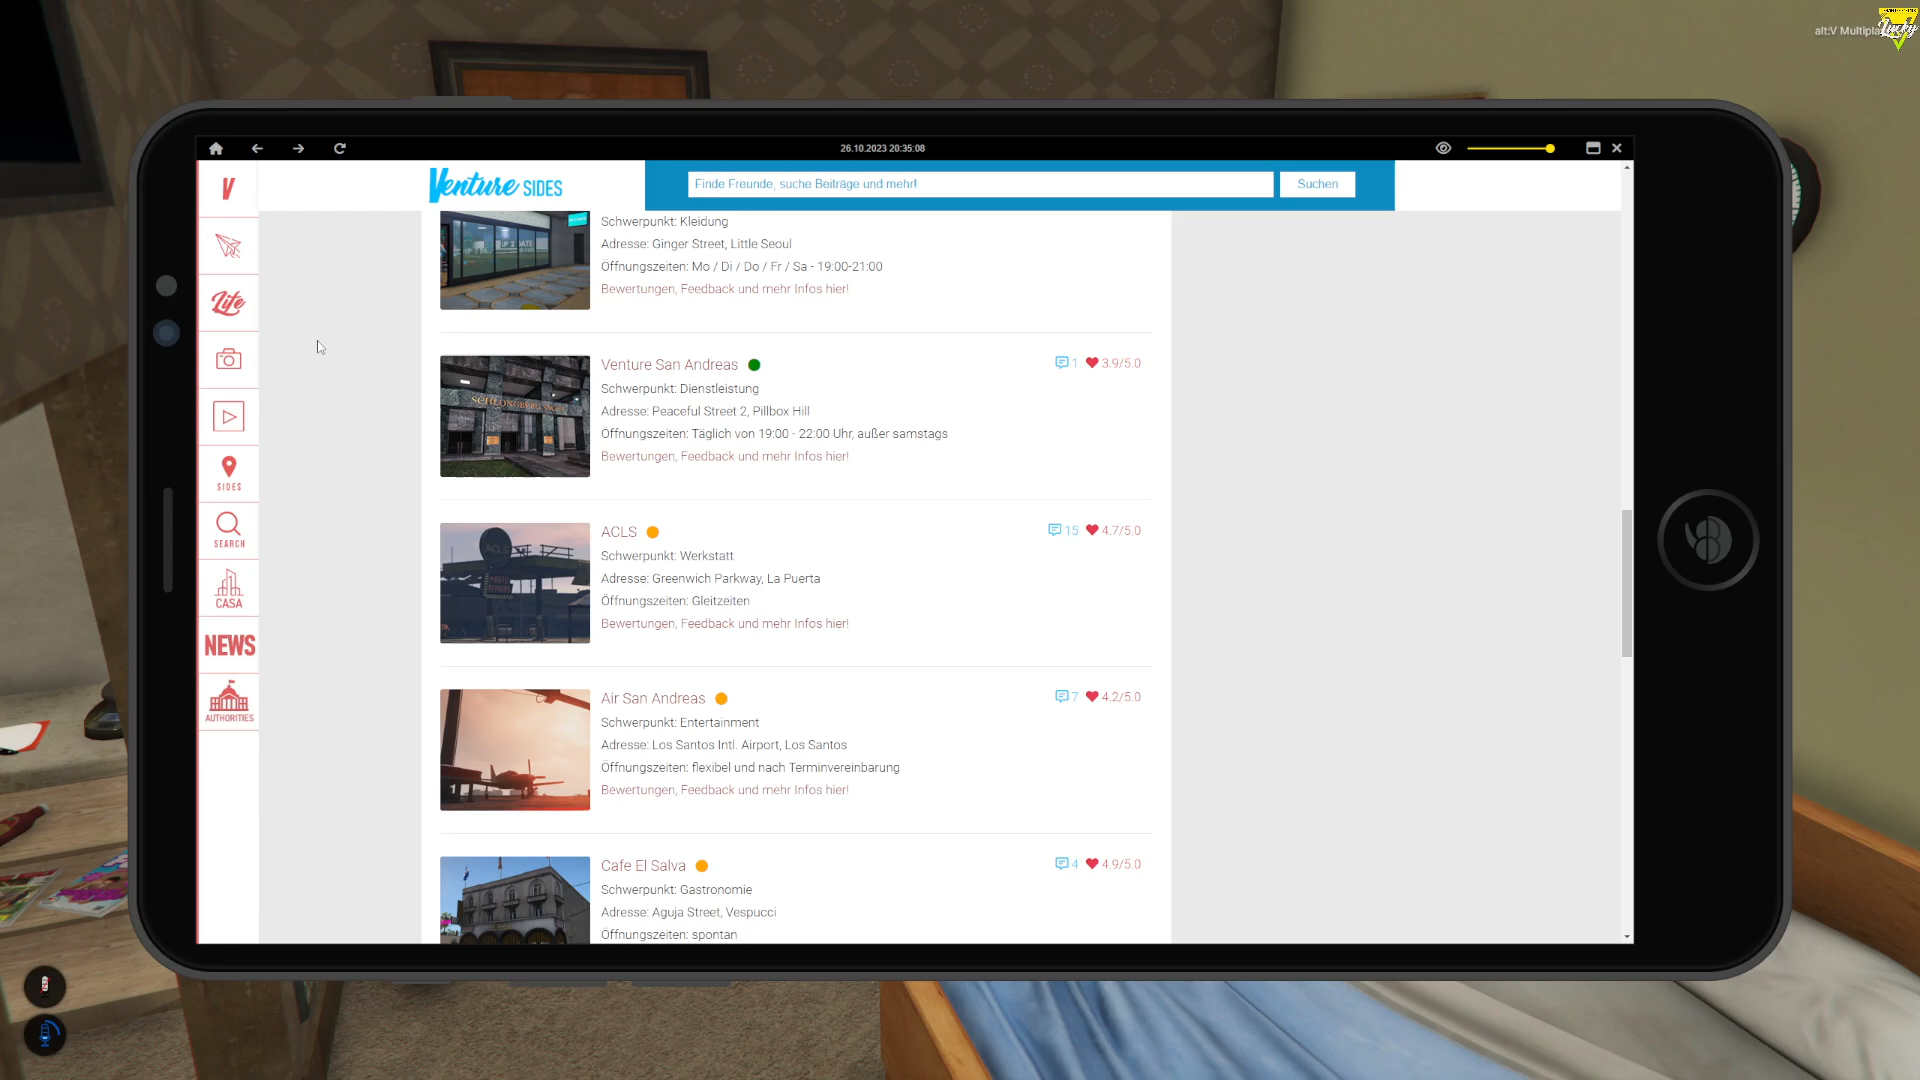 alt:V Multipla
Lucky
26.10.2023 20:35:08
V
Venture SIDES
Finde Freunde, suche Beiträge und mehr!
Suchen
Life
SIDES
SEARCH
CASA
NEWS
AUTHORITIES
UP 2 DATE
Schwerpunkt: Kleidung
Adresse: Ginger Street, Little Seoul
Öffnungszeiten: Mo / Di / Do / Fr / Sa - 19:00-21:00
Bewertungen, Feedback und mehr Infos hier!
Venture San Andreas
1 3.9/5.0
Schwerpunkt: Dienstleistung
Adresse: Peaceful Street 2, Pillbox Hill
Öffnungszeiten: Täglich von 19:00 - 22:00 Uhr, außer samstags
Bewertungen, Feedback und mehr Infos hier!
ACLS
15 4.7/5.0
Schwerpunkt: Werkstatt
Adresse: Greenwich Parkway, La Puerta
Öffnungszeiten: Gleitzeiten
Bewertungen, Feedback und mehr Infos hier!
Air San Andreas
7 4.2/5.0
Schwerpunkt: Entertainment
Adresse: Los Santos Intl. Airport, Los Santos
Öffnungszeiten: flexibel und nach Terminvereinbarung
Bewertungen, Feedback und mehr Infos hier!
Cafe El Salva
4 4.9/5.0
Schwerpunkt: Gastronomie
Adresse: Aguja Street, Vespucci
Öffnungszeiten: spontan